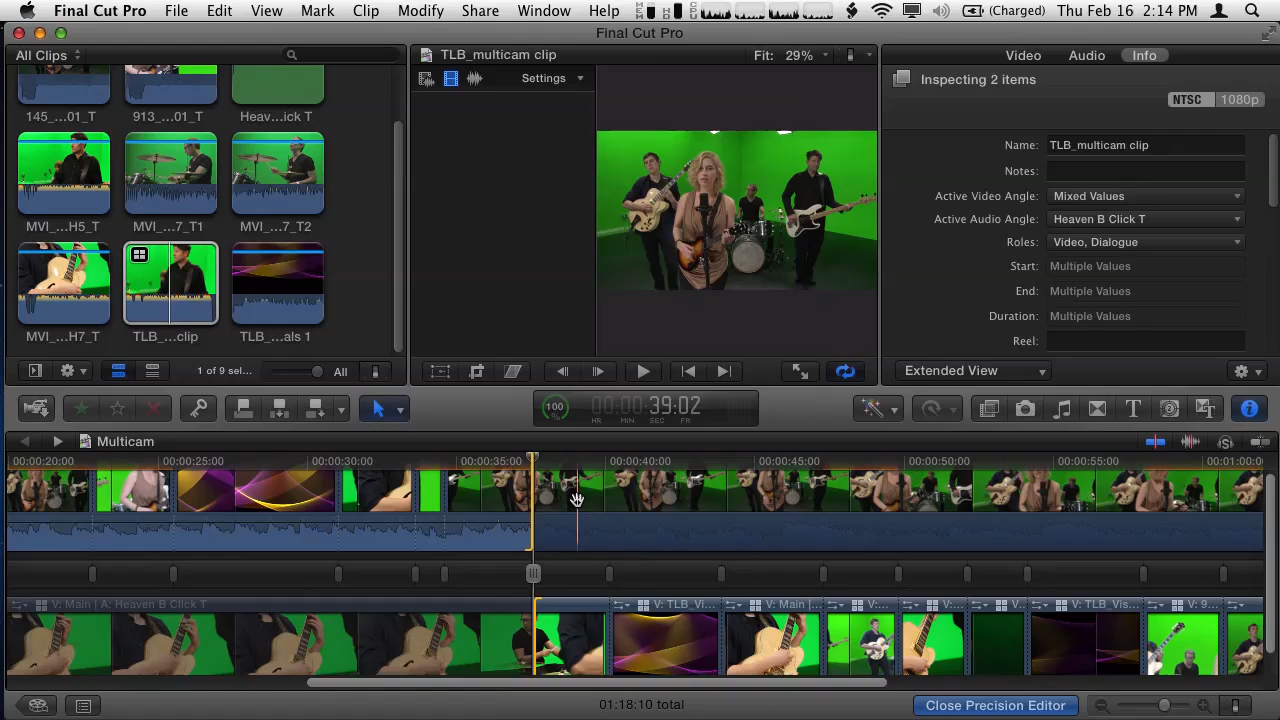 Final Cut Pro File Edit View Mark Clip Modify Share Window Help (Charged) Thu Feb 16 2:14 PM
Final Cut Pro
All Clips TLB_multicam clip Fit: 29% Video Audio Info
Settings Inspecting 2 items
NTSC 1080p
145_...01_T 913_...01_T Heav...ick T
Name: TLB_multicam clip
Notes:
Active Video Angle: Mixed Values
Active Audio Angle: Heaven B Click T
MVI_...H5_T MVI_...7_T1 MVI_...7_T2
Roles: Video, Dialogue
Start: Multiple Values
End: Multiple Values
Duration: Multiple Values
MVI_...H7_T TLB_...clip TLB_...als 1
Reel:
1 of 9 sel... All Extended View
100 % 00:00:39:02
HR MIN SEC FR
Multicam
00:00:20:00 00:00:25:00 00:00:30:00 00:00:35:00 00:00:40:00 00:00:45:00 00:00:50:00 00:00:55:00 00:01:00:00
V: Main | A: Heaven B Click T V: TLB_Vi... V: Main |... V:... V:... V... V: TLB_Vis... V: 9...
01:18:10 total Close Precision Editor